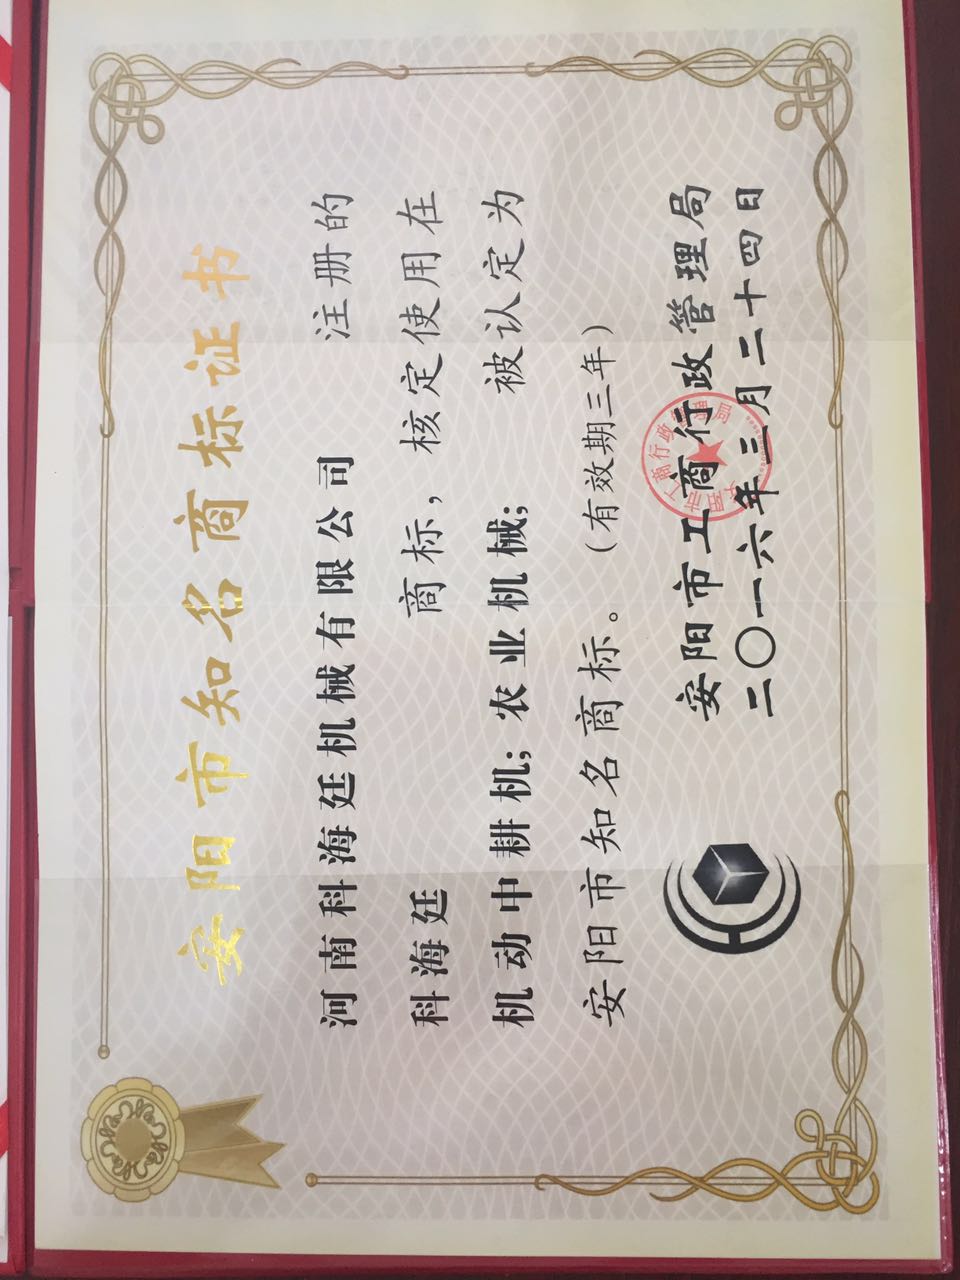 安阳市知名商标证书
河南科海廷机械有限公司 注册的
科海廷 商标，核定使用在
机动中耕机；农业机械； 被认定为
安阳市知名商标。（有效期三年）
安阳市工商行政管理局
二〇一六年三月二十四日